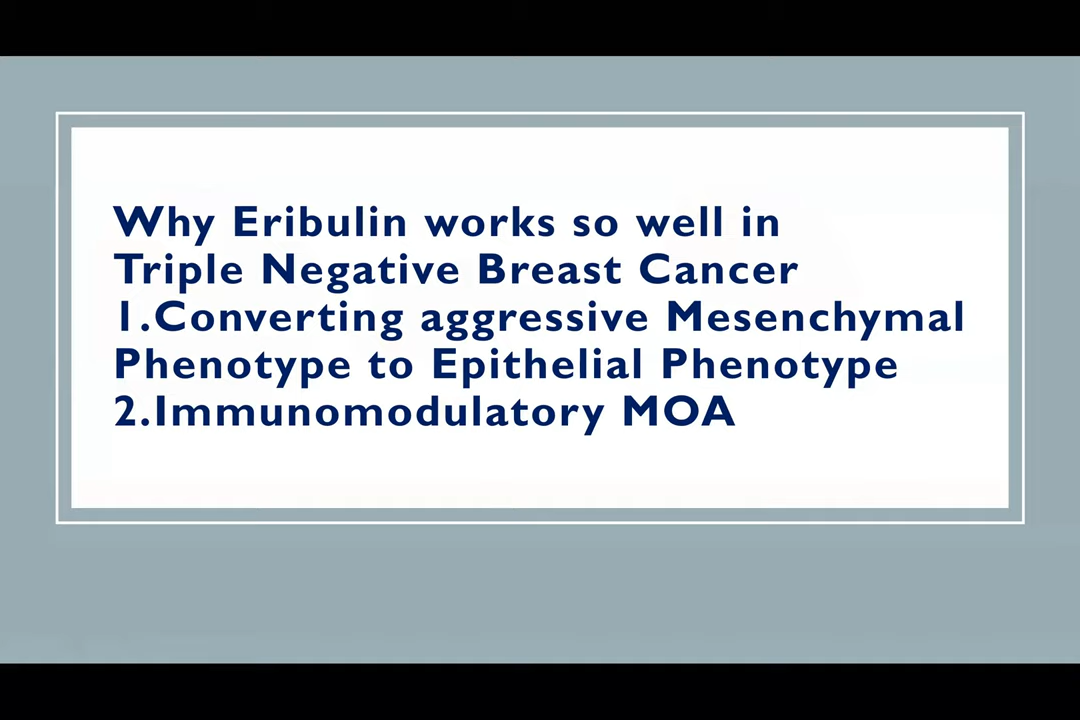 Why Eribulin works so well in
Triple Negative Breast Cancer
1.Converting aggressive Mesenchymal
Phenotype to Epithelial Phenotype
2.Immunomodulatory MOA